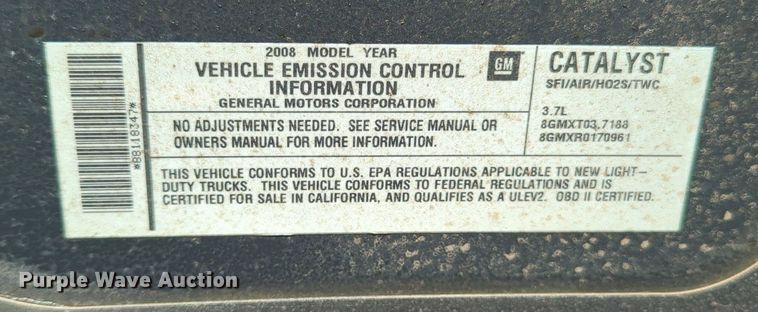 2008 MODEL YEAR
VEHICLE EMISSION CONTROL
INFORMATION
GENERAL MOTORS CORPORATION
GM
CATALYST
SFI/AIR/HO2S/TWC
NO ADJUSTMENTS NEEDED. SEE SERVICE MANUAL OR
OWNERS MANUAL FOR MORE INFORMATION.
3.7L
8GMXT03.7188
8GMXR0170961
THIS VEHICLE CONFORMS TO U.S. EPA REGULATIONS APPLICABLE TO NEW LIGHT-
DUTY TRUCKS. THIS VEHICLE CONFORMS TO FEDERAL REGULATIONS AND IS
CERTIFIED FOR SALE IN CALIFORNIA, AND QUALIFIES AS A ULEV2. OBD II CERTIFIED.
*88118347*
Purple Wave Auction